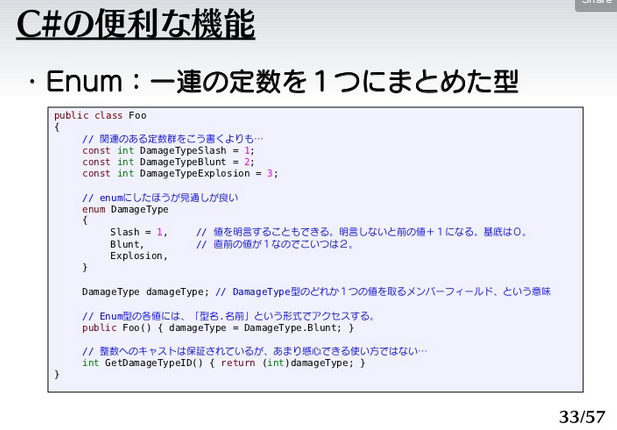 Share
C#の便利な機能
・Enum：一連の定数を１つにまとめた型
public class Foo
{
// 関連のある定数群をこう書くよりも…
const int DamageTypeSlash = 1;
const int DamageTypeBlunt = 2;
const int DamageTypeExplosion = 3;
// enumにしたほうが見通しが良い
enum DamageType
{
Slash = 1, // 値を明言することもできる。明言しないと前の値＋１になる。基底は０。
Blunt, // 直前の値が１なのでこいつは２。
Explosion,
}
DamageType damageType; // DamageType型のどれか１つの値を取るメンバーフィールド、という意味
// Enum型の各値には、「型名.名前」という形式でアクセスする。
public Foo() { damageType = DamageType.Blunt; }
// 整数へのキャストは保証されているが、あまり感心できる使い方ではない…
int GetDamageTypeID() { return (int)damageType; }
}
33/57